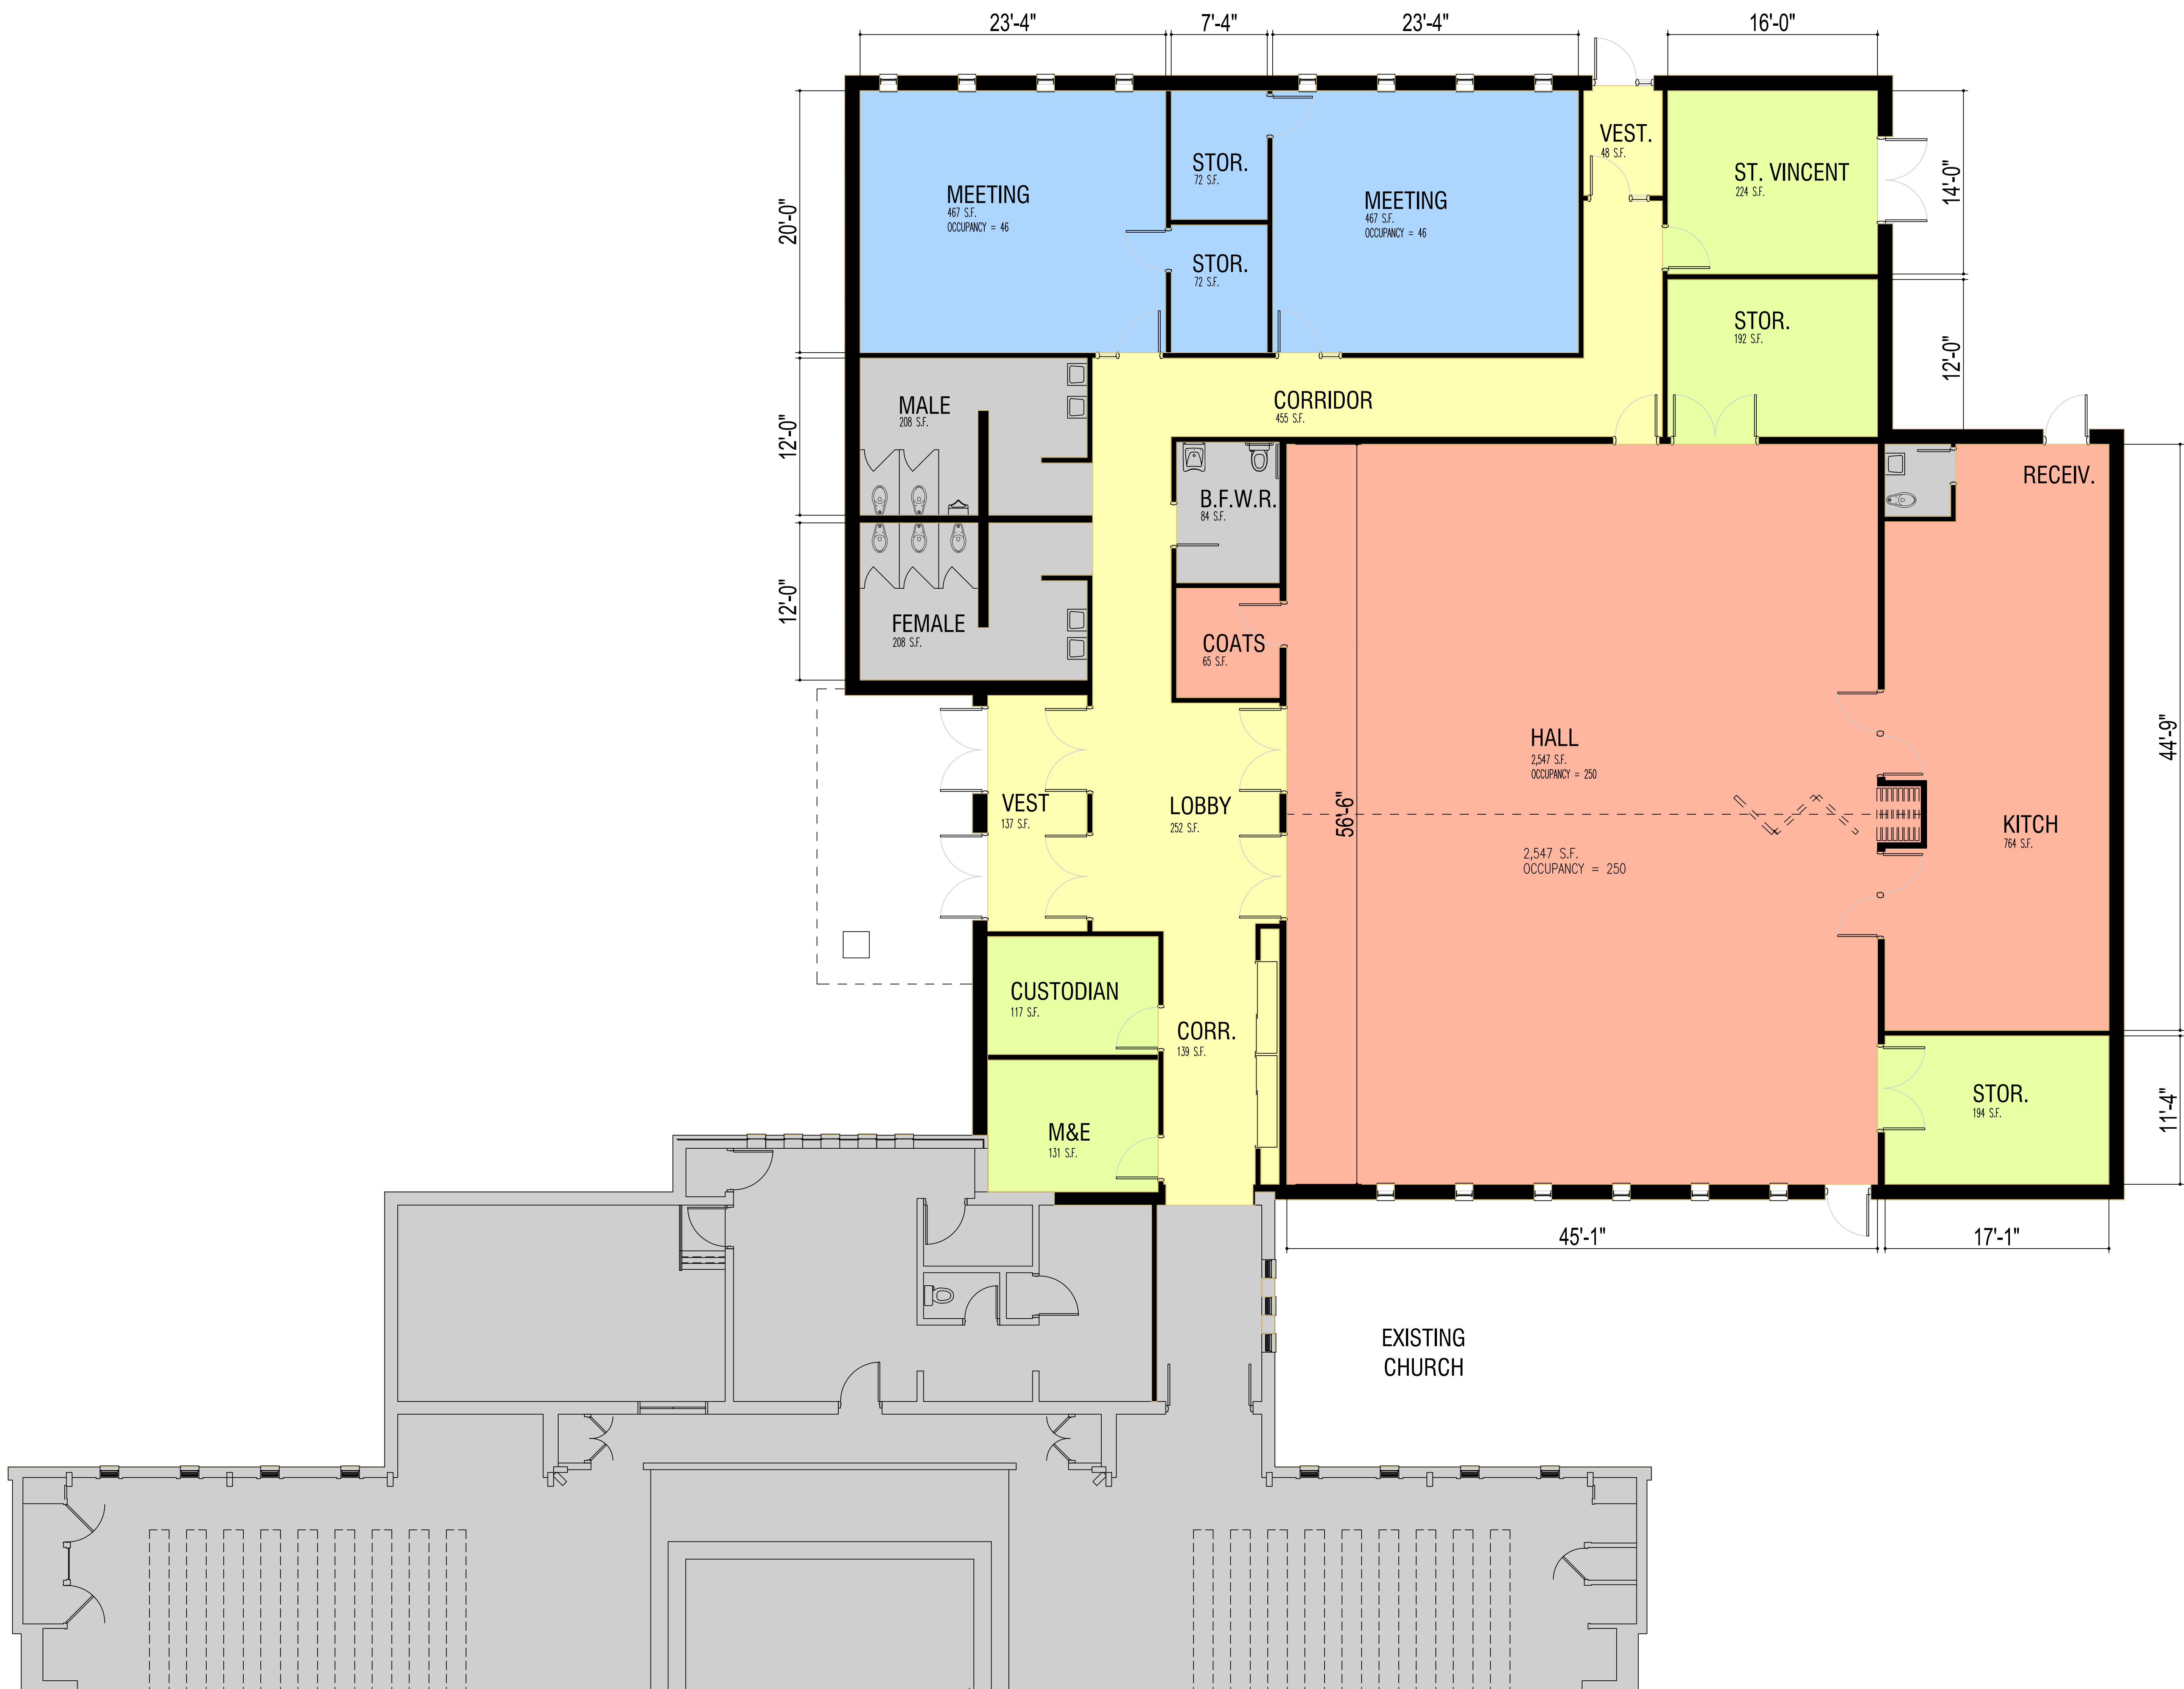 23'-4"
7'-4"
23'-4"
16'-0"
VEST.
48 S.F.
STOR.
72 S.F.
ST. VINCENT
224 S.F.
14'-0"
MEETING
467 S.F.
OCCUPANCY = 46
MEETING
467 S.F.
OCCUPANCY = 46
20'-0"
STOR.
72 S.F.
STOR.
192 S.F.
12'-0"
MALE
208 S.F.
12'-0"
CORRIDOR
455 S.F.
RECEIV.
B.F.W.R.
84 S.F.
12'-0"
FEMALE
208 S.F.
COATS
65 S.F.
HALL
2,547 S.F.
OCCUPANCY = 250
44'-9"
VEST
137 S.F.
LOBBY
252 S.F.
56'-6"
KITCH
764 S.F.
2,547 S.F.
OCCUPANCY = 250
CUSTODIAN
117 S.F.
CORR.
139 S.F.
STOR.
194 S.F.
11'-4"
M&E
131 S.F.
45'-1"
17'-1"
EXISTING
CHURCH